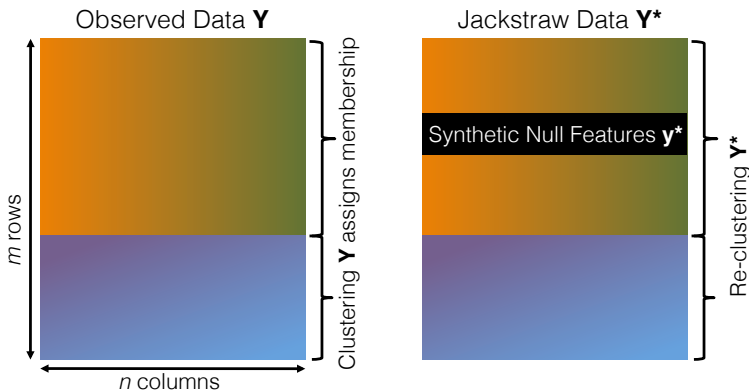 Observed Data Y
Jackstraw Data Y*
m rows
Clustering Y assigns membership
Synthetic Null Features y*
Re-clustering Y*
n columns